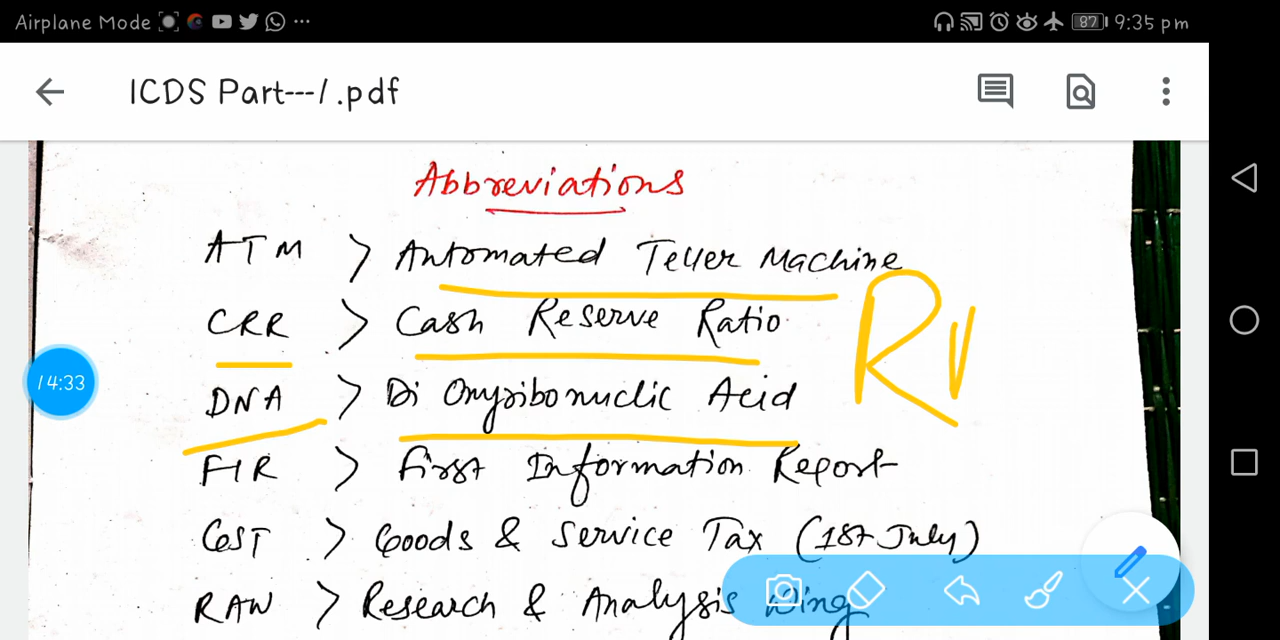 Airplane Mode ... 87 9:35 pm
ICDS Part---1 .pdf
Abbreviations
ATM > Automated Teller Machine
CRR > Cash Reserve Ratio
DNA > Di Onyribonuclic Acid
FIR > First Information Report
GST > Goods & Service Tax (1st July)
RAW > Research & Analysis Wing
14:33